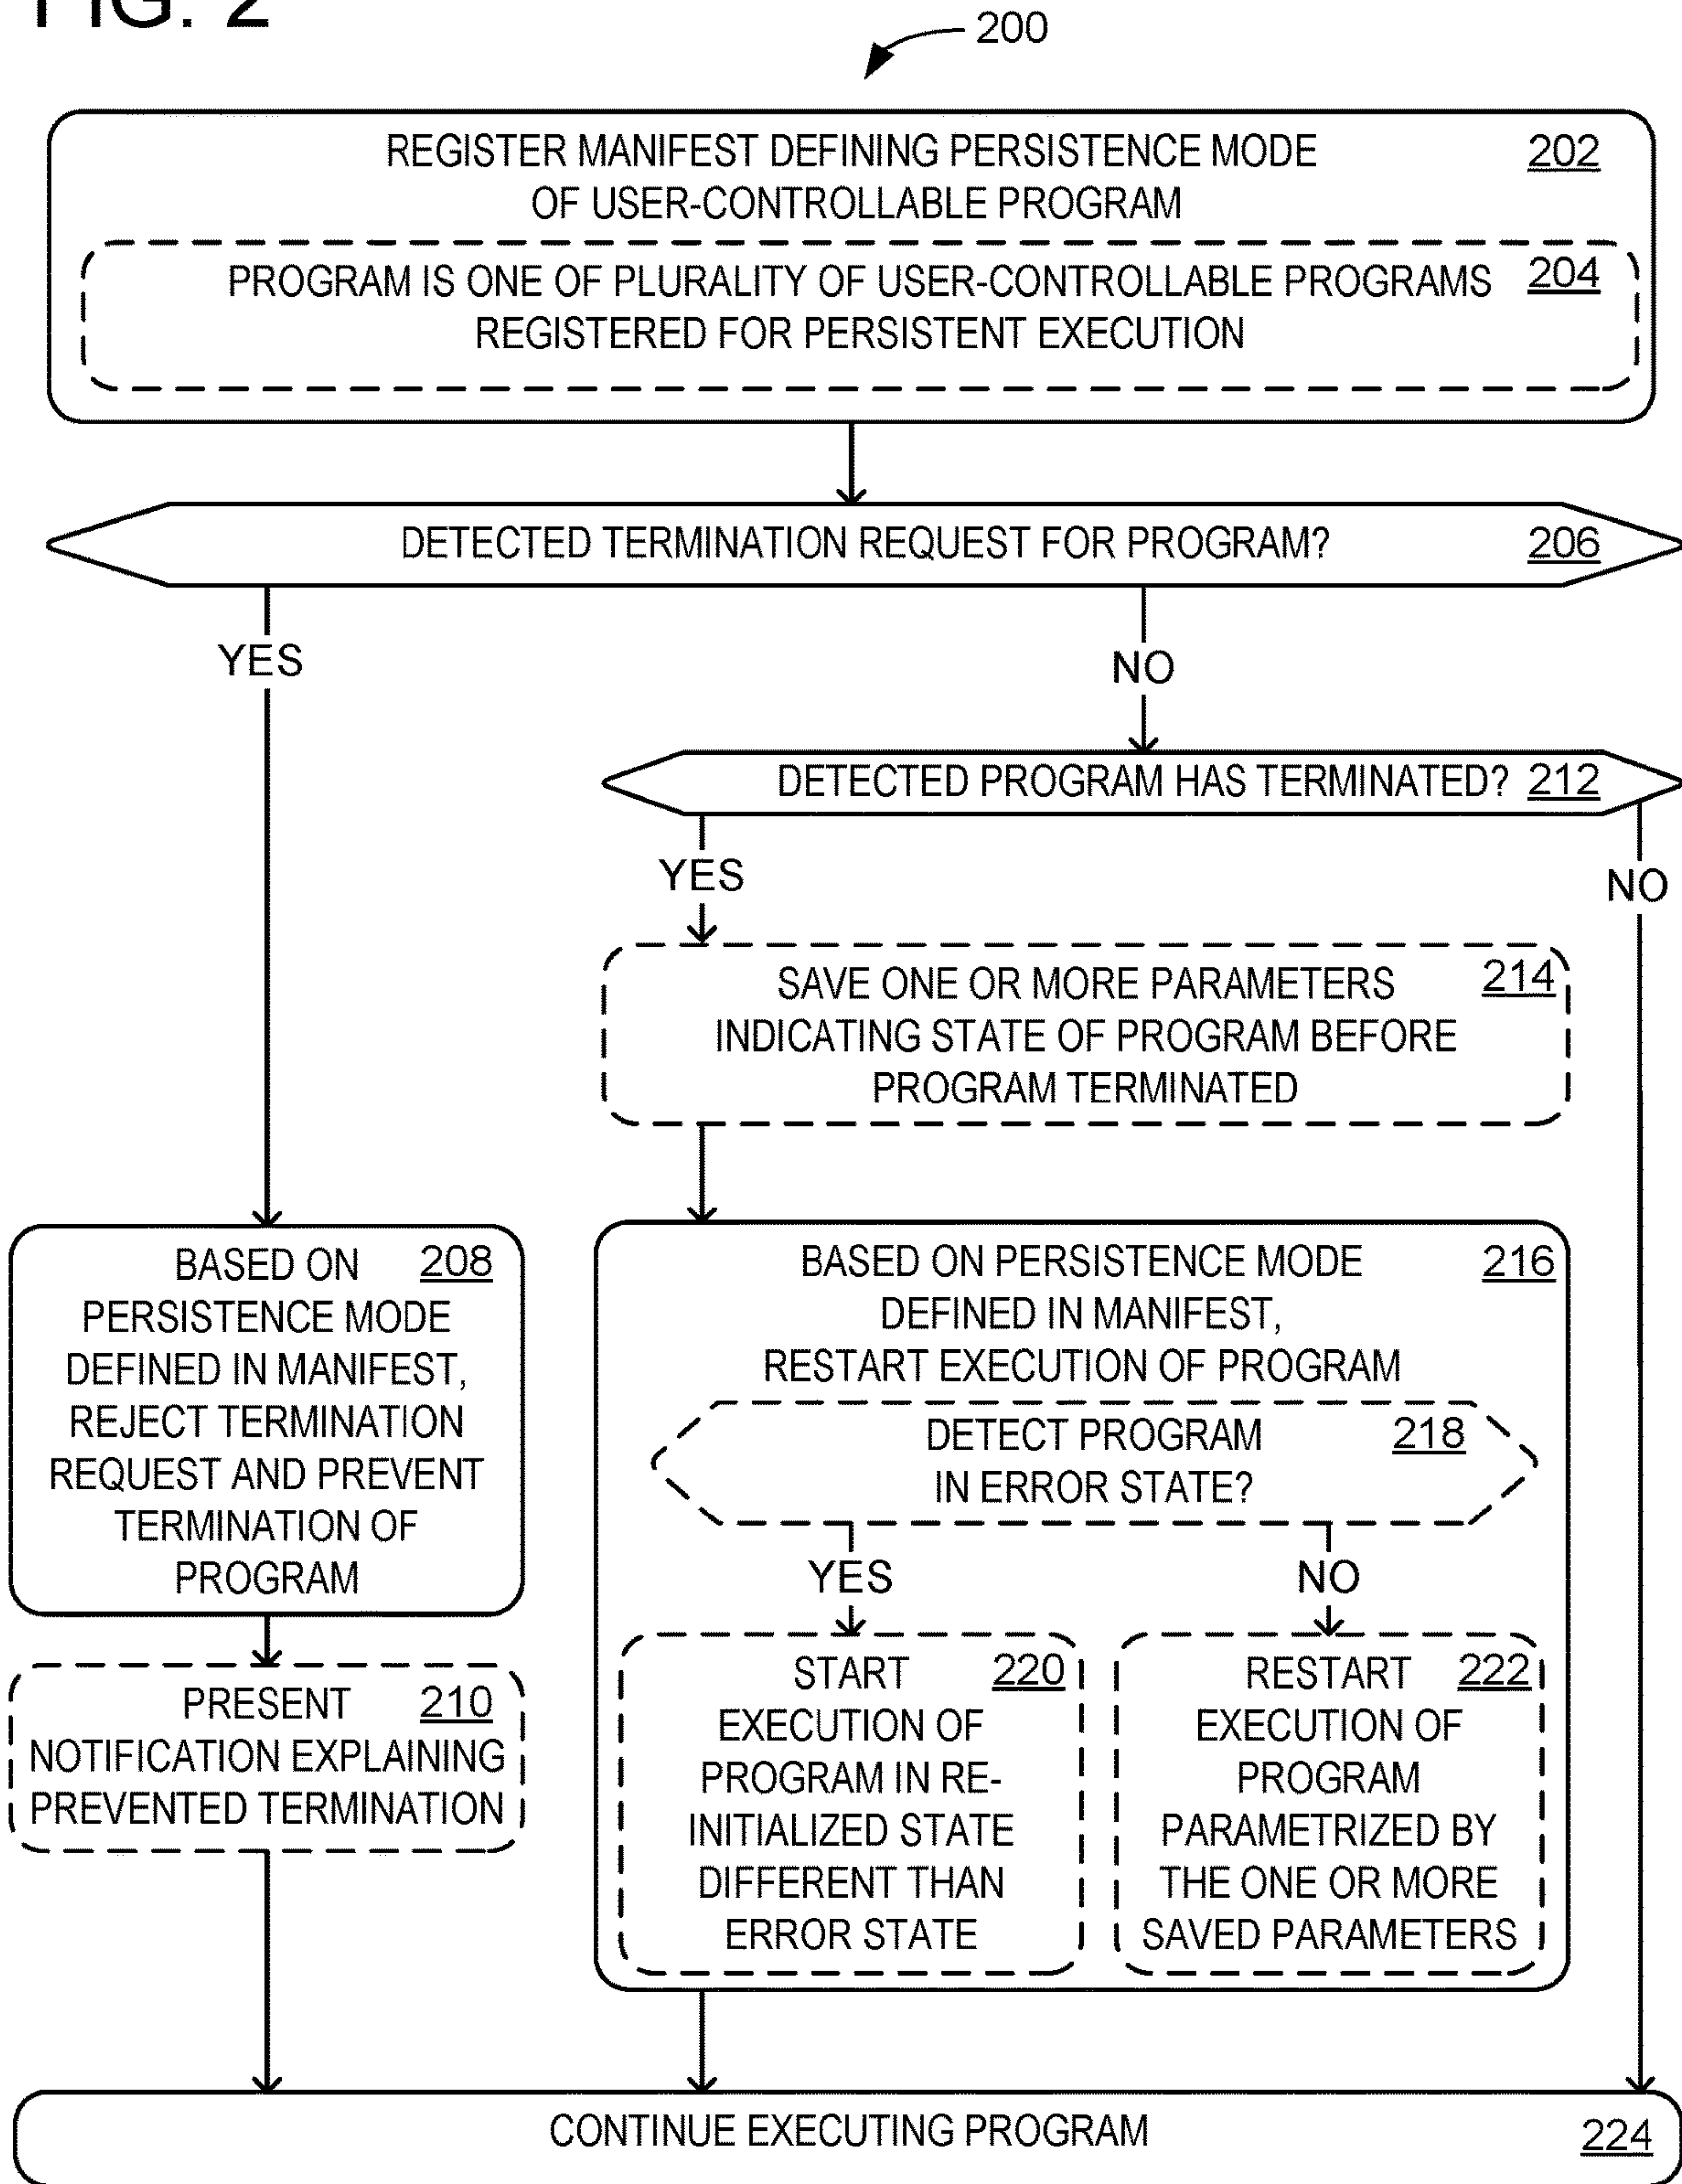 FIG. 2
200
REGISTER MANIFEST DEFINING PERSISTENCE MODE 202
OF USER-CONTROLLABLE PROGRAM
PROGRAM IS ONE OF PLURALITY OF USER-CONTROLLABLE PROGRAMS 204
REGISTERED FOR PERSISTENT EXECUTION
DETECTED TERMINATION REQUEST FOR PROGRAM? 206
YES
NO
DETECTED PROGRAM HAS TERMINATED? 212
YES
NO
SAVE ONE OR MORE PARAMETERS 214
INDICATING STATE OF PROGRAM BEFORE
PROGRAM TERMINATED
BASED ON 208
PERSISTENCE MODE
DEFINED IN MANIFEST,
REJECT TERMINATION
REQUEST AND PREVENT
TERMINATION OF
PROGRAM
PRESENT 210
NOTIFICATION EXPLAINING
PREVENTED TERMINATION
BASED ON PERSISTENCE MODE 216
DEFINED IN MANIFEST,
RESTART EXECUTION OF PROGRAM
DETECT PROGRAM 218
IN ERROR STATE?
YES
NO
START 220
EXECUTION OF
PROGRAM IN RE-
INITIALIZED STATE
DIFFERENT THAN
ERROR STATE
RESTART 222
EXECUTION OF
PROGRAM
PARAMETRIZED BY
THE ONE OR MORE
SAVED PARAMETERS
CONTINUE EXECUTING PROGRAM 224